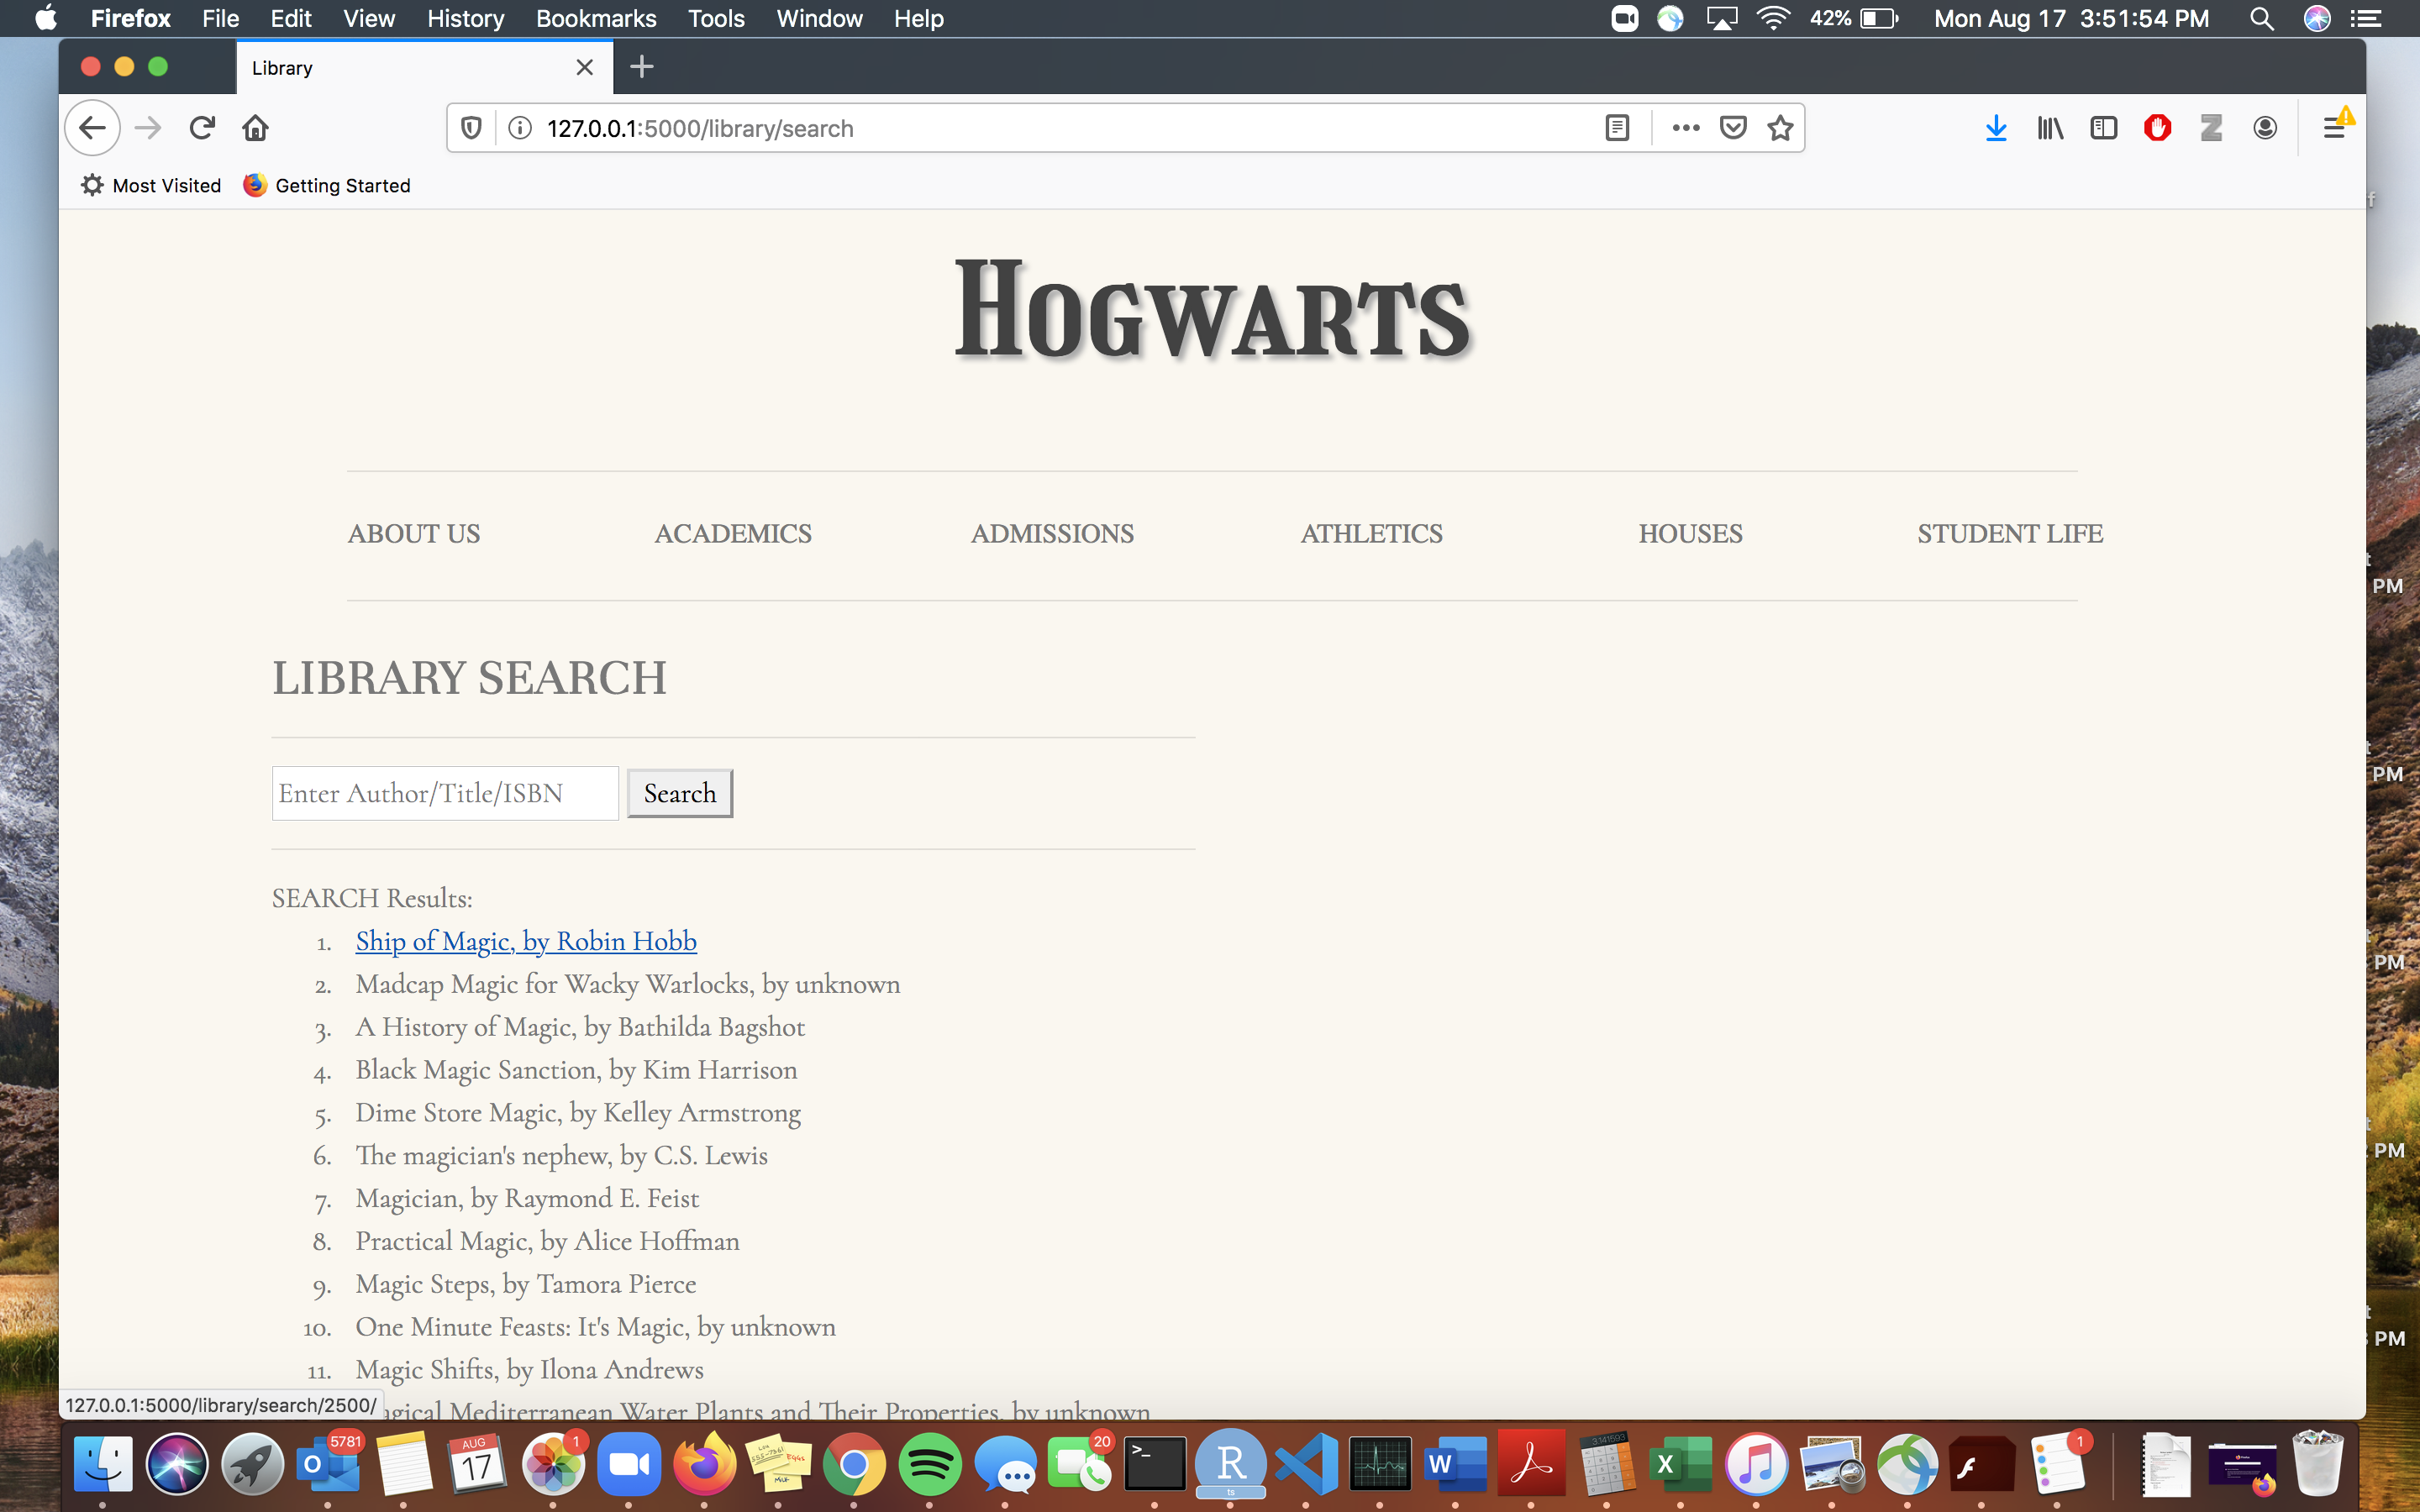 Firefox File Edit View History Bookmarks Tools Window Help 42% Mon Aug 17 3:51:54 PM
Library
127.0.0.1:5000/library/search
Most Visited Getting Started
HOGWARTS
ABOUT US ACADEMICS ADMISSIONS ATHLETICS HOUSES STUDENT LIFE
LIBRARY SEARCH
Enter Author/Title/ISBN Search
SEARCH Results:
1. Ship of Magic, by Robin Hobb
2. Madcap Magic for Wacky Warlocks, by unknown
3. A History of Magic, by Bathilda Bagshot
4. Black Magic Sanction, by Kim Harrison
5. Dime Store Magic, by Kelley Armstrong
6. The magician's nephew, by C.S. Lewis
7. Magician, by Raymond E. Feist
8. Practical Magic, by Alice Hoffman
9. Magic Steps, by Tamora Pierce
10. One Minute Feasts: It's Magic, by unknown
11. Magic Shifts, by Ilona Andrews
agical Mediterranean Water Plants and Their Properties, by unknown
127.0.0.1:5000/library/search/2500/
PM
PM
PM
PM
PM
5781 AUG 17 1 20 1